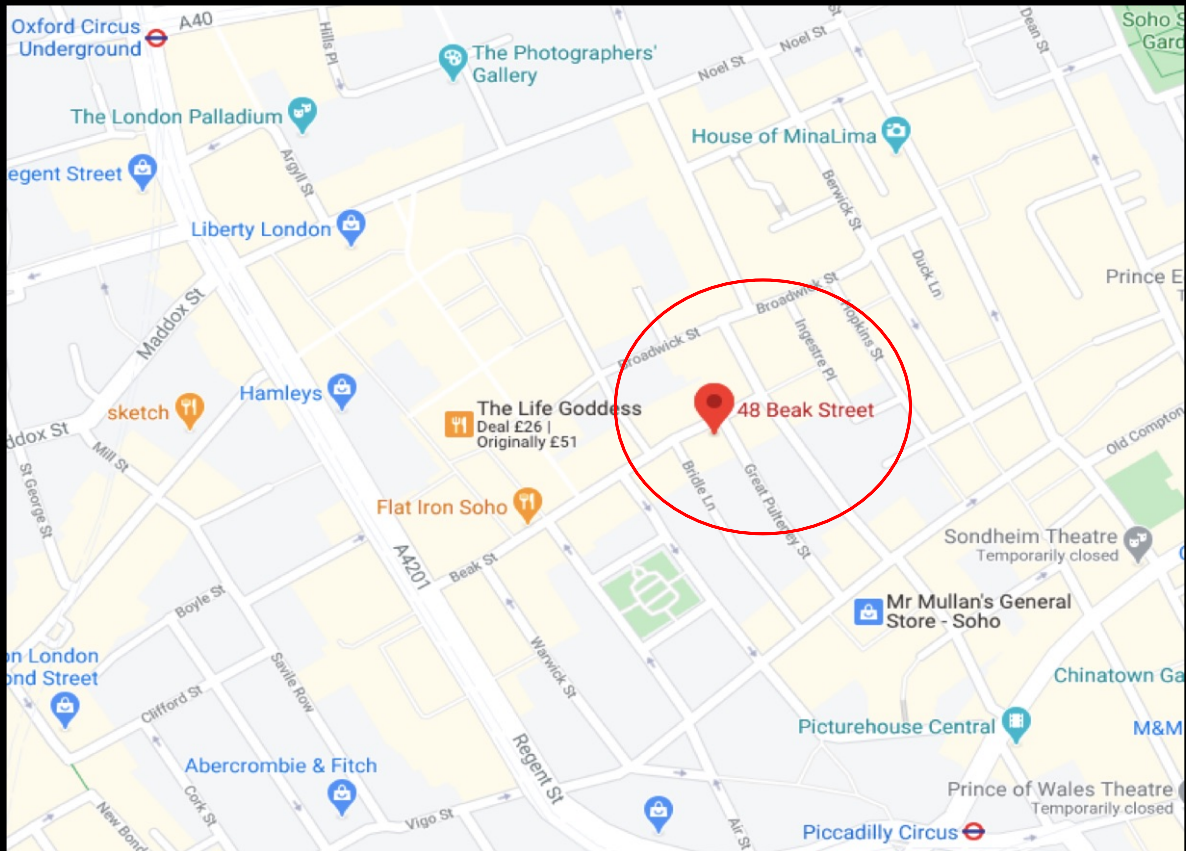 Oxford Circus
Underground
A40
Hills Pl
The Photographers'
Gallery
Noel St
Noel St
Dean St
Soho S
Gard
The London Palladium
House of MinaLima
egent Street
Argyll St
Berwick St
Liberty London
Duck Ln
Prince E
T
Maddox St
Broadwick St
Broadwick St
Ingestre Pl
Hopkins St
Hamleys
sketch
The Life Goddess
Deal £26 |
Originally £51
48 Beak Street
ddox St
Mill St
St George St
Old Compton
Bridle Ln
Great Pulteney St
Flat Iron Soho
A4201
Beak St
Sondheim Theatre
Temporarily closed
Boyle St
Mr Mullan's General
Store - Soho
on London
ond Street
Savile Row
Warwick St
Clifford St
Chinatown Ga
Picturehouse Central
M&M
Regent St
Abercrombie & Fitch
Cork St
New Bond
Vigo St
Air St
Prince of Wales Theatre
Temporarily closed
Piccadilly Circus